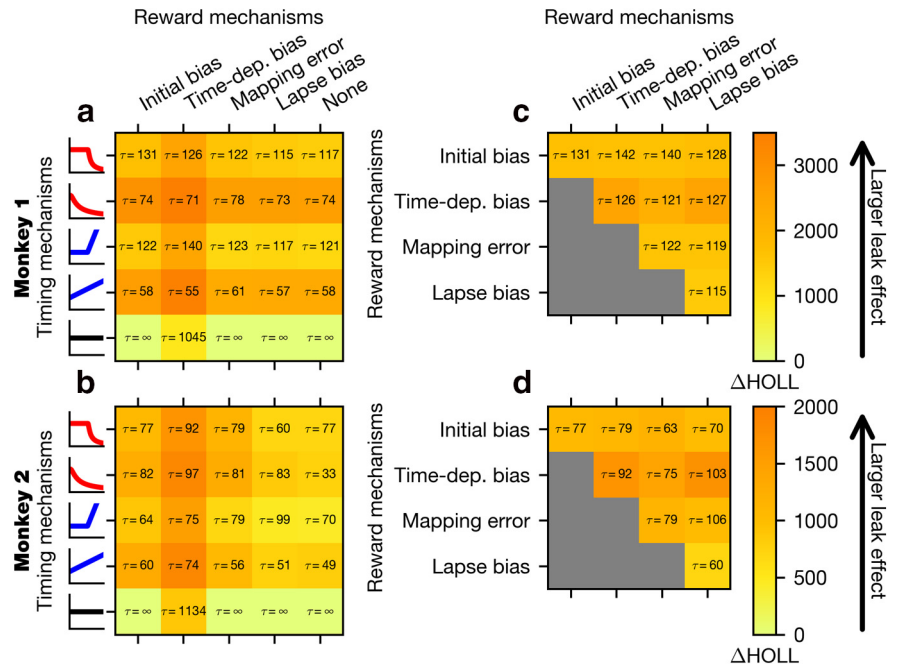 Reward mechanisms
Initial bias
Time-dep. bias
Mapping error
Lapse bias
None
a
Monkey 1
Timing mechanisms
τ= 131 τ= 126 τ= 122 τ= 115 τ= 117
τ= 74 τ= 71 τ= 78 τ= 73 τ= 74
τ= 122 τ= 140 τ= 123 τ= 117 τ= 121
τ= 58 τ= 55 τ= 61 τ= 57 τ= 58
τ= ∞ τ= 1045 τ= ∞ τ= ∞ τ= ∞
Reward mechanisms
Initial bias
Time-dep. bias
Mapping error
Lapse bias
c
Reward mechanisms
Initial bias τ= 131 τ= 142 τ= 140 τ= 128
Time-dep. bias τ= 126 τ= 121 τ= 127
Mapping error τ= 122 τ= 119
Lapse bias τ= 115
3000
2000
1000
0
ΔHOLL
Larger leak effect
b
Monkey 2
Timing mechanisms
τ= 77 τ= 92 τ= 79 τ= 60 τ= 77
τ= 82 τ= 97 τ= 81 τ= 83 τ= 33
τ= 64 τ= 75 τ= 79 τ= 99 τ= 70
τ= 60 τ= 74 τ= 56 τ= 51 τ= 49
τ= ∞ τ= 1134 τ= ∞ τ= ∞ τ= ∞
d
Reward mechanisms
Initial bias τ= 77 τ= 79 τ= 63 τ= 70
Time-dep. bias τ= 92 τ= 75 τ= 103
Mapping error τ= 79 τ= 106
Lapse bias τ= 60
2000
1500
1000
500
0
ΔHOLL
Larger leak effect